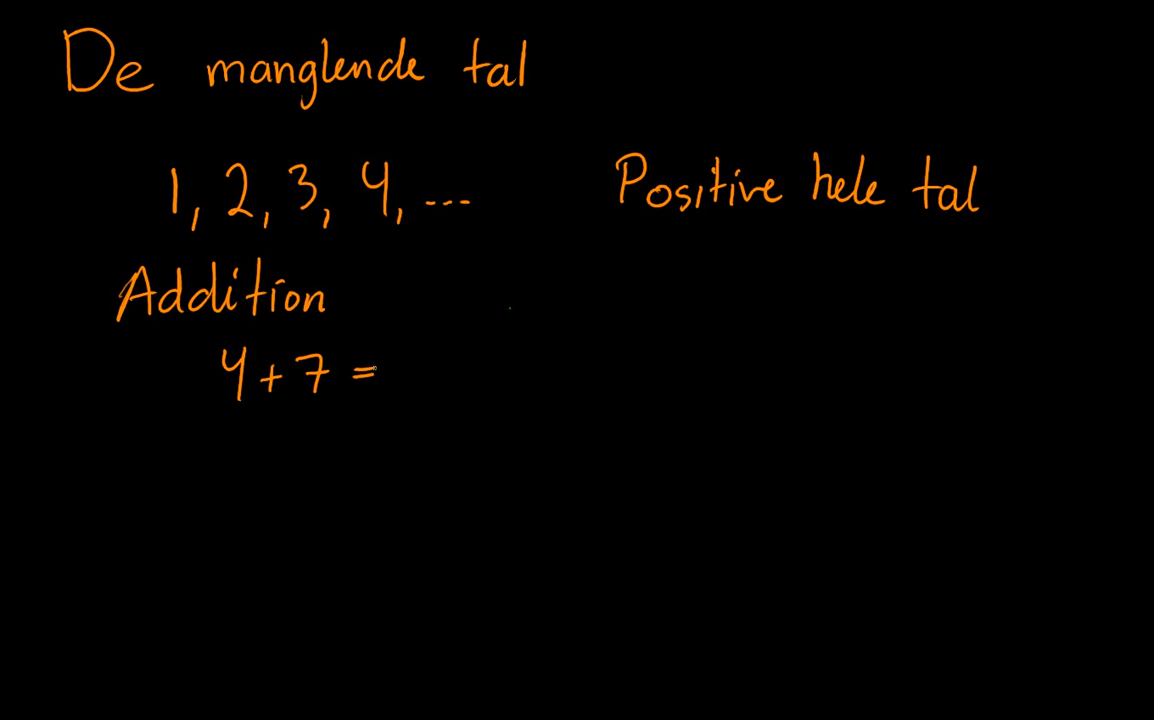 De manglende tal
1, 2, 3, 4, ... Positive hele tal
Addition
4 + 7 =